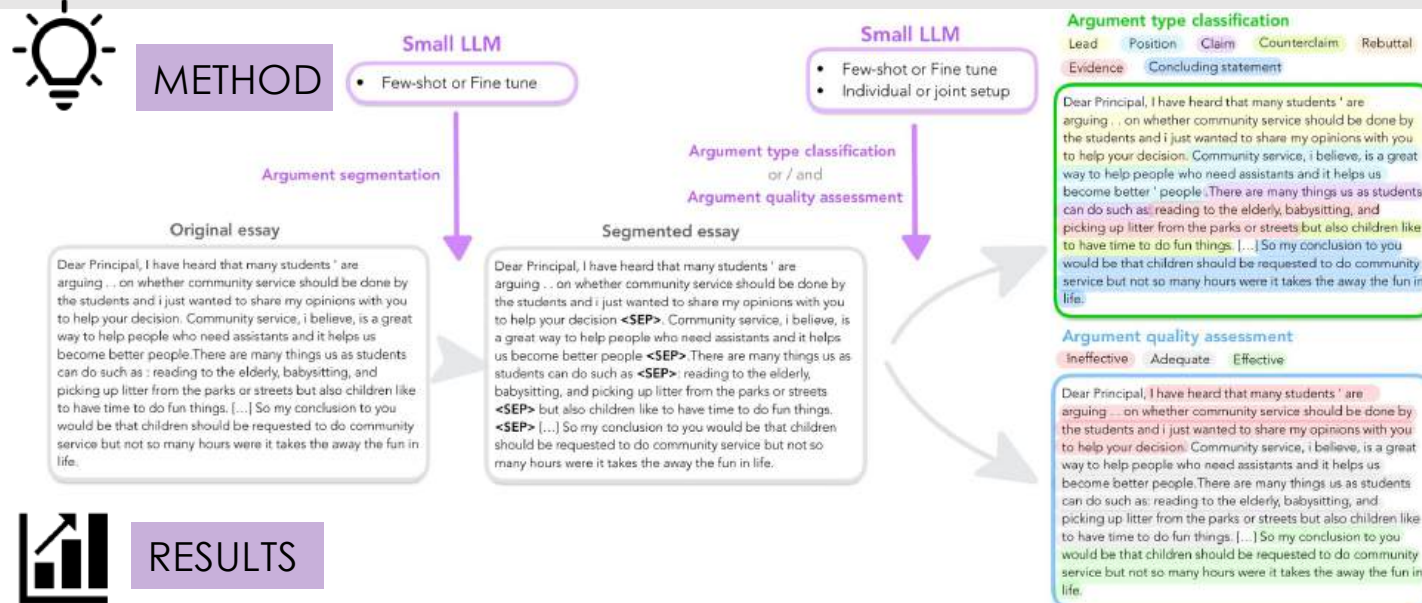 METHOD
Small LLM
• Few-shot or Fine tune
Argument segmentation
Original essay
Dear Principal, I have heard that many students ' are
arguing . . on whether community service should be done by
the students and i just wanted to share my opinions with you
to help your decision. Community service, i believe, is a great
way to help people who need assistants and it helps us
become better people.There are many things us as students
can do such as : reading to the elderly, babysitting, and
picking up litter from the parks or streets but also children like
to have time to do fun things. [...] So my conclusion to you
would be that children should be requested to do community
service but not so many hours were it takes the away the fun in
life.
Small LLM
• Few-shot or Fine tune
• Individual or joint setup
Argument type classification
or / and
Argument quality assessment
Segmented essay
Dear Principal, I have heard that many students ' are
arguing . . on whether community service should be done by
the students and i just wanted to share my opinions with you
to help your decision <SEP>. Community service, i believe, is
a great way to help people who need assistants and it helps
us become better people <SEP>.There are many things us as
students can do such as <SEP>: reading to the elderly,
babysitting, and picking up litter from the parks or streets
<SEP> but also children like to have time to do fun things.
<SEP> [...] So my conclusion to you would be that children
should be requested to do community service but not so
many hours were it takes the away the fun in life.
Argument type classification
Lead Position Claim Counterclaim Rebuttal
Evidence Concluding statement
Dear Principal, I have heard that many students ' are
arguing . . on whether community service should be done by
the students and i just wanted to share my opinions with you
to help your decision. Community service, i believe, is a great
way to help people who need assistants and it helps us
become better ' people .There are many things us as students
can do such as: reading to the elderly, babysitting, and
picking up litter from the parks or streets but also children like
to have time to do fun things. [...] So my conclusion to you
would be that children should be requested to do community
service but not so many hours were it takes the away the fun in
life.
Argument quality assessment
Ineffective Adequate Effective
Dear Principal, I have heard that many students ' are
arguing . . on whether community service should be done by
the students and i just wanted to share my opinions with you
to help your decision. Community service, i believe, is a great
way to help people who need assistants and it helps us
become better people.There are many things us as students
can do such as: reading to the elderly, babysitting, and
picking up litter from the parks or streets but also children like
to have time to do fun things. [...] So my conclusion to you
would be that children should be requested to do community
service but not so many hours were it takes the away the fun in
life.
RESULTS